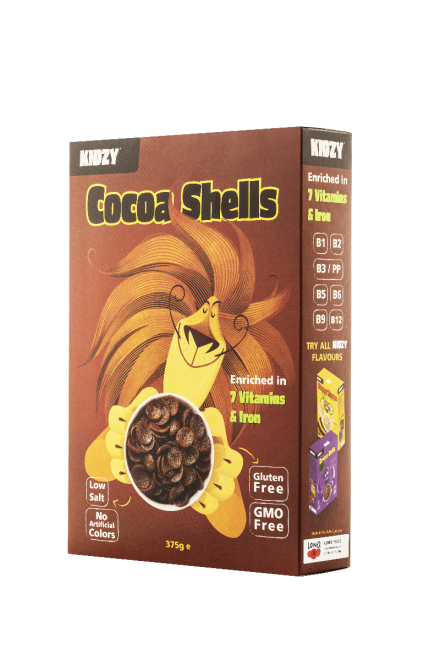 KIDZY
Cocoa Shells
Enriched in
7 Vitamins
& Iron
Low
Salt
No
Artificial
Colors
Gluten
Free
GMO
Free
375g e
KIDZY
Enriched in
7 Vitamins
& Iron
B1 B2
B3 / PP
B5 B6
B9 B12
TRY ALL KIDZY
FLAVOURS